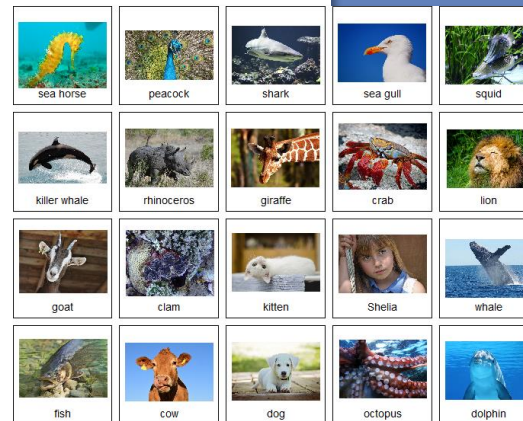 sea horse
peacock
shark
sea gull
squid
killer whale
rhinoceros
giraffe
crab
lion
goat
clam
kitten
Shelia
whale
fish
cow
dog
octopus
dolphin